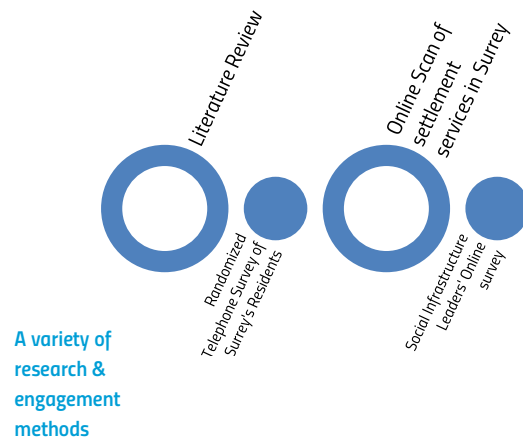 Literature Review
Randomized
Telephone Survey of
Surrey's Residents
Online Scan of
settlement
services in Surrey
Social Infrastructure
Leaders' Online
survey
A variety of
research &
engagement
methods